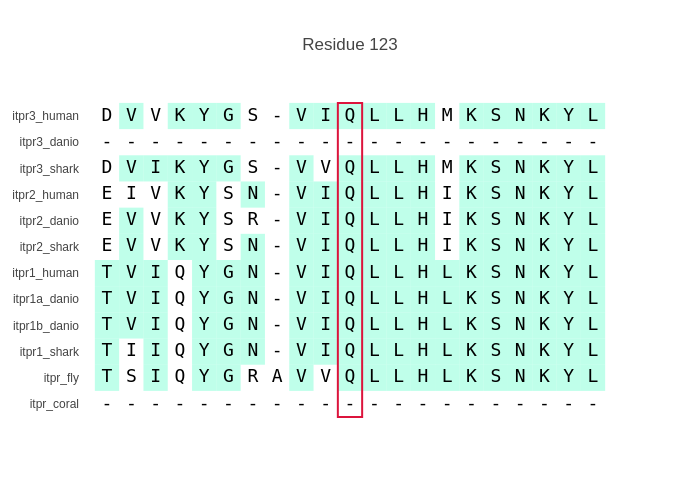 Residue 123
itpr3_human D V V K Y G S - V I Q L L H M K S N K Y L
itpr3_danio - - - - - - - - - - - - - - - - - - - - -
itpr3_shark D V I K Y G S - V V Q L L H M K S N K Y L
itpr2_human E I V K Y S N - V I Q L L H I K S N K Y L
itpr2_danio E V V K Y S R - V I Q L L H I K S N K Y L
itpr2_shark E V V K Y S N - V I Q L L H I K S N K Y L
itpr1_human T V I Q Y G N - V I Q L L H L K S N K Y L
itpr1a_danio T V I Q Y G N - V I Q L L H L K S N K Y L
itpr1b_danio T V I Q Y G N - V I Q L L H L K S N K Y L
itpr1_shark T I I Q Y G N - V I Q L L H L K S N K Y L
itpr_fly T S I Q Y G R A V V Q L L H L K S N K Y L
itpr_coral - - - - - - - - - - - - - - - - - - - - -